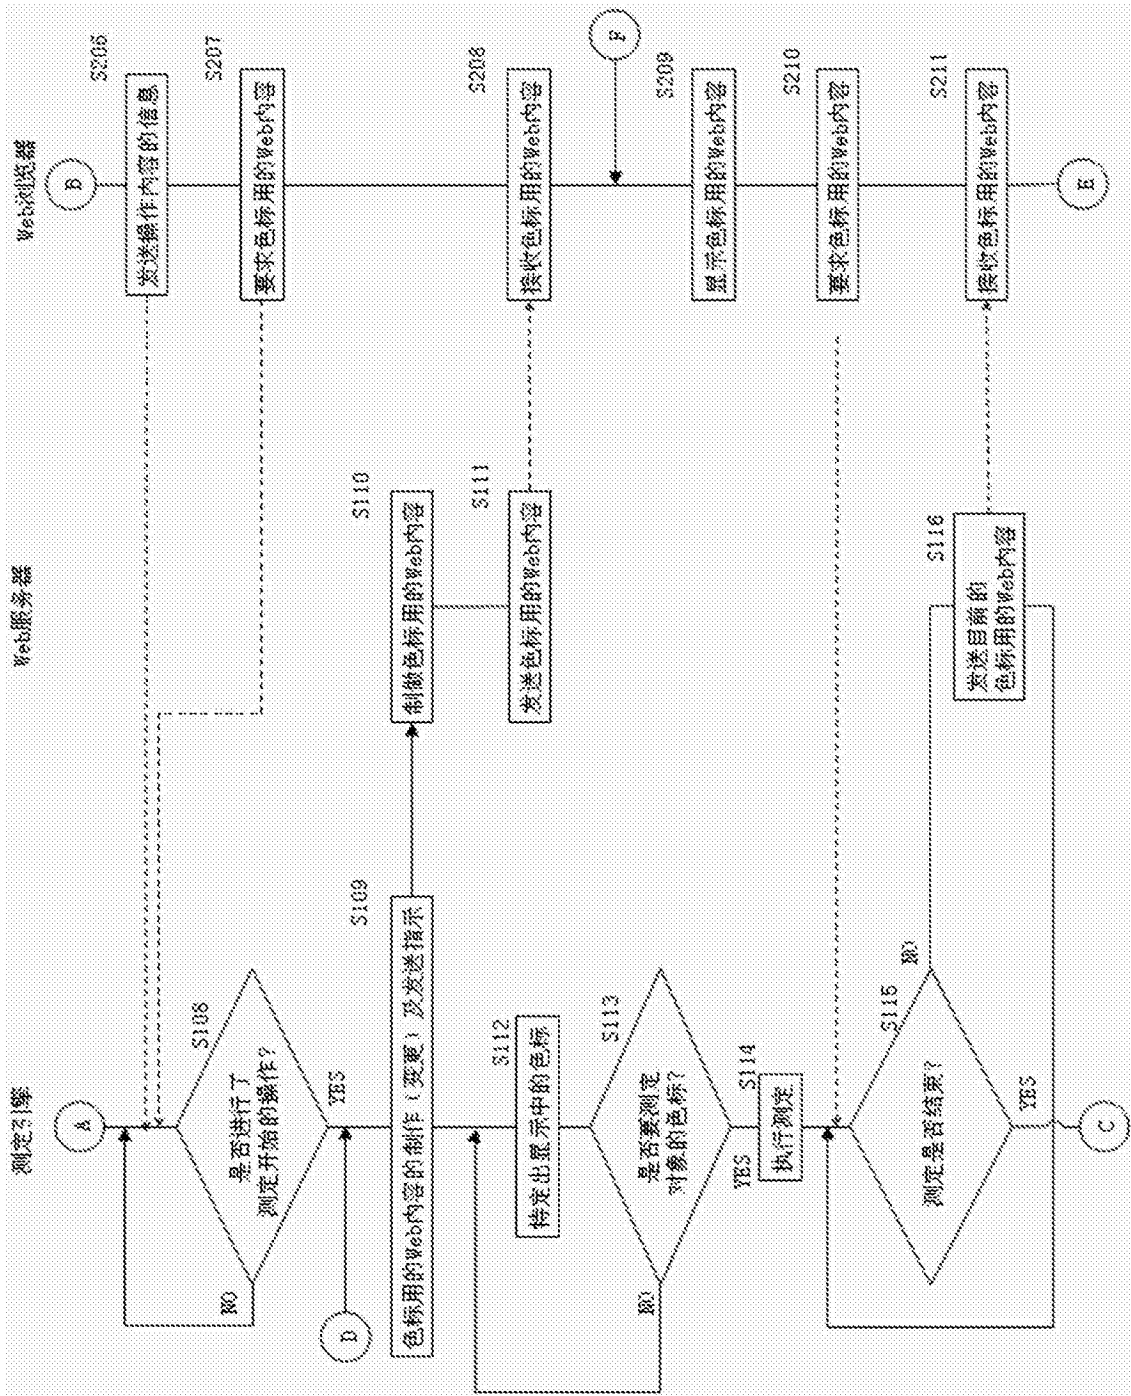 测定引擎
Web服务器
Web浏览器
A
S108
是否进行了
测定开始的操作?
NO
YES
D
S109
色标用的Web内容的制作(变更)及发送指示
S112
特定出显示中的色标
S113
是否要测定
对象的色标?
NO
YES
S114
执行测定
S115
测定是否结束?
NO
YES
C
S110
制做色标用的Web内容
S111
发送色标用的Web内容
S116
发送目前的
色标用的Web内容
B
S206
发送操作内容的信息
S207
要求色标用的Web内容
S208
接收色标用的Web内容
F
S209
显示色标用的Web内容
S210
要求色标用的Web内容
S211
接收色标用的Web内容
E